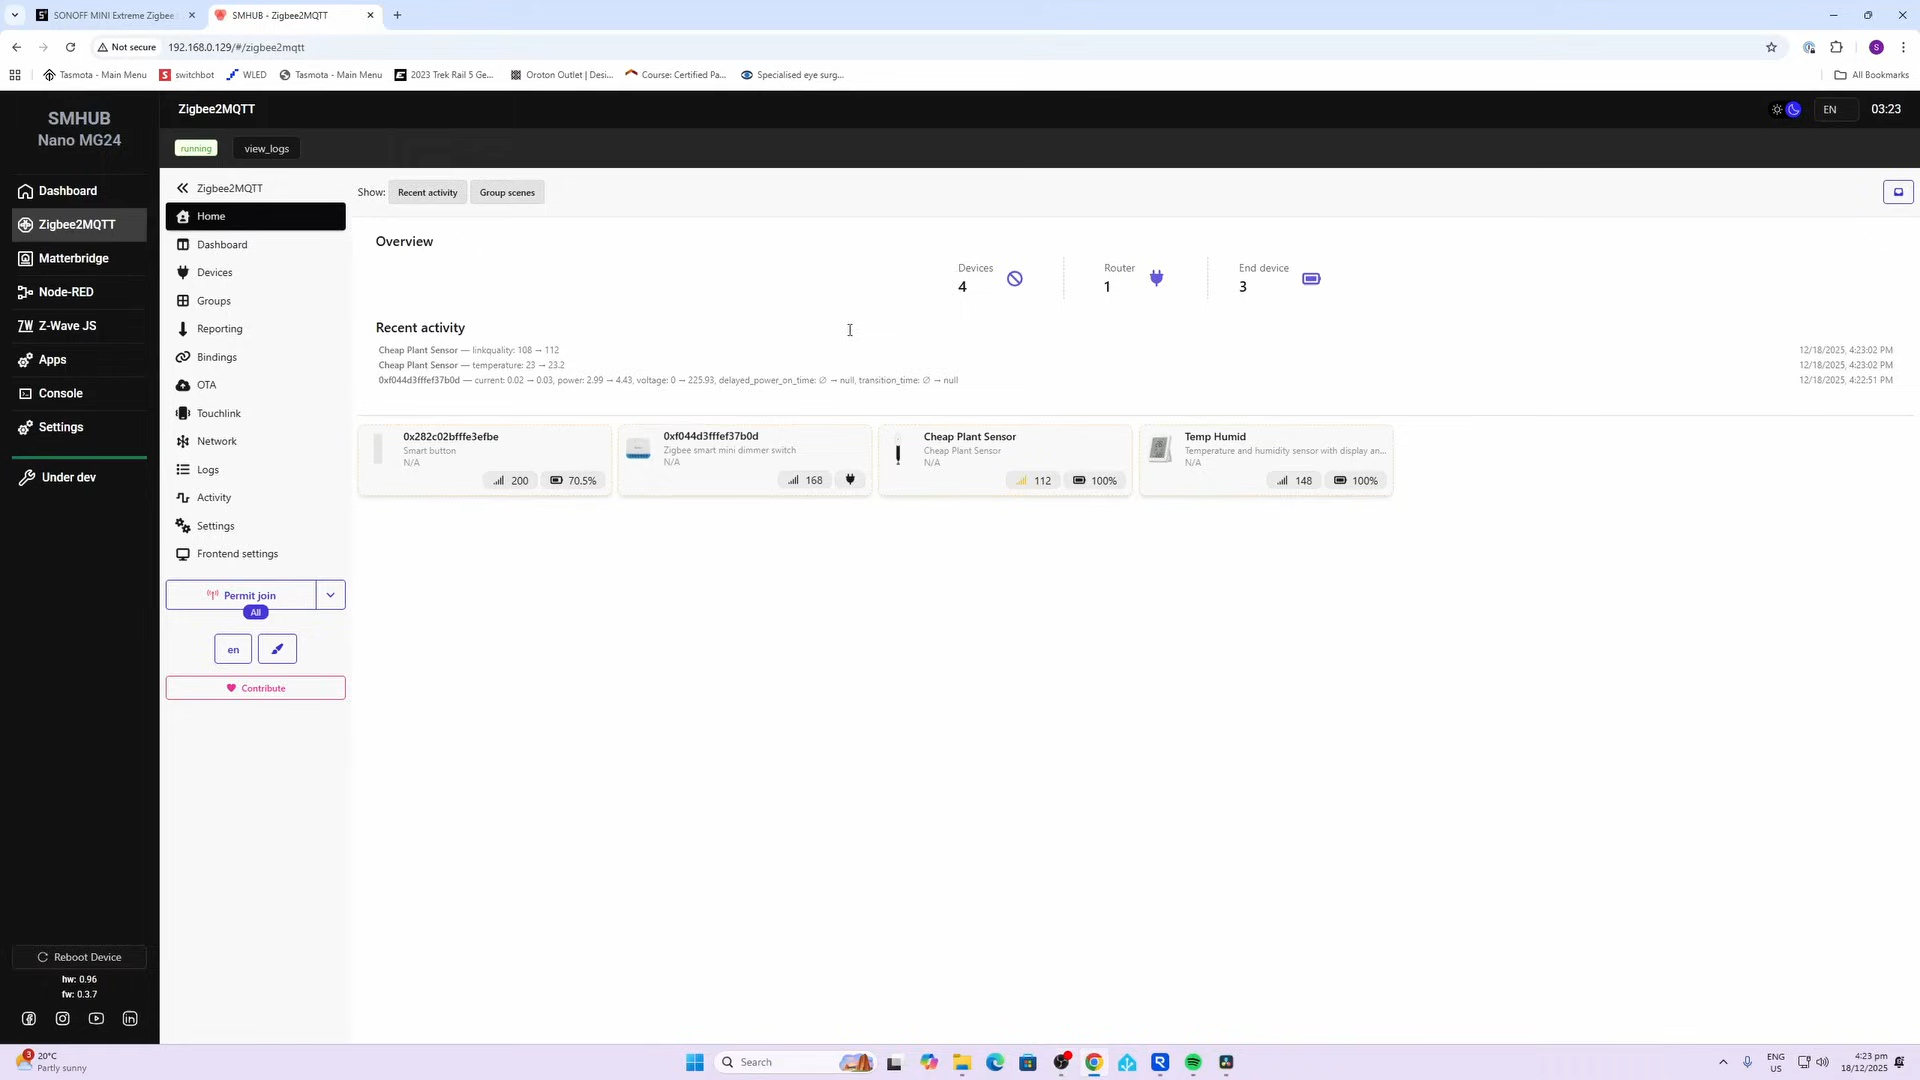 SONOFF MINI Extreme Zigbee
SMHUB - Zigbee2MQTT
Not secure
192.168.0.129/#/zigbee2mqtt
S
Tasmota - Main Menu
switchbot
WLED
Tasmota - Main Menu
2023 Trek Rail 5 Ge...
Oroton Outlet | Desi...
Course: Certified Pa...
Specialised eye surg...
All Bookmarks
SMHUB
Nano MG24
Dashboard
Zigbee2MQTT
Matterbridge
Node-RED
Z-Wave JS
Apps
Console
Settings
Under dev
Reboot Device
hw: 0.96
fw: 0.3.7
Zigbee2MQTT
EN
03:23
running
view_logs
Zigbee2MQTT
Home
Dashboard
Devices
Groups
Reporting
Bindings
OTA
Touchlink
Network
Logs
Activity
Settings
Frontend settings
Permit join
All
en
Contribute
Show:
Recent activity
Group scenes
Overview
Devices
4
Router
1
End device
3
Recent activity
Cheap Plant Sensor — linkquality: 108 → 112
12/18/2025, 4:23:02 PM
Cheap Plant Sensor — temperature: 23 → 23.2
12/18/2025, 4:23:02 PM
0xf044d3fffef37b0d — current: 0.02 → 0.03, power: 2.99 → 4.43, voltage: 0 → 225.93, delayed_power_on_time: ∅ → null, transition_time: ∅ → null
12/18/2025, 4:22:51 PM
0x282c02bfffe3efbe
Smart button
N/A
200
70.5%
0xf044d3fffef37b0d
Zigbee smart mini dimmer switch
N/A
168
Cheap Plant Sensor
Cheap Plant Sensor
N/A
112
100%
Temp Humid
Temperature and humidity sensor with display an...
N/A
148
100%
3
20°C
Partly sunny
Search
ENG
US
4:23 pm
18/12/2025